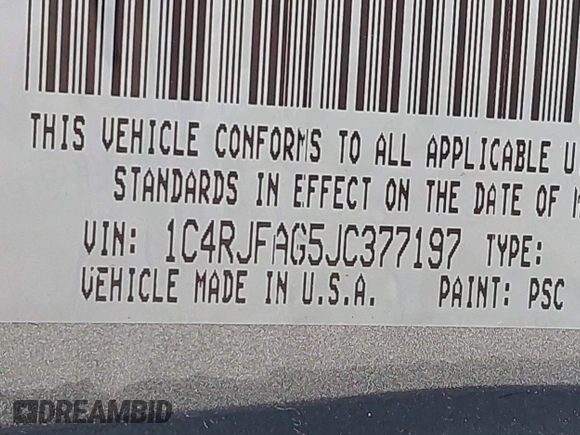 THIS VEHICLE CONFORMS TO ALL APPLICABLE U
STANDARDS IN EFFECT ON THE DATE OF M
VIN: 1C4RJFAG5JC377197 TYPE:
VEHICLE MADE IN U.S.A. PAINT: PSC
DREAMBID